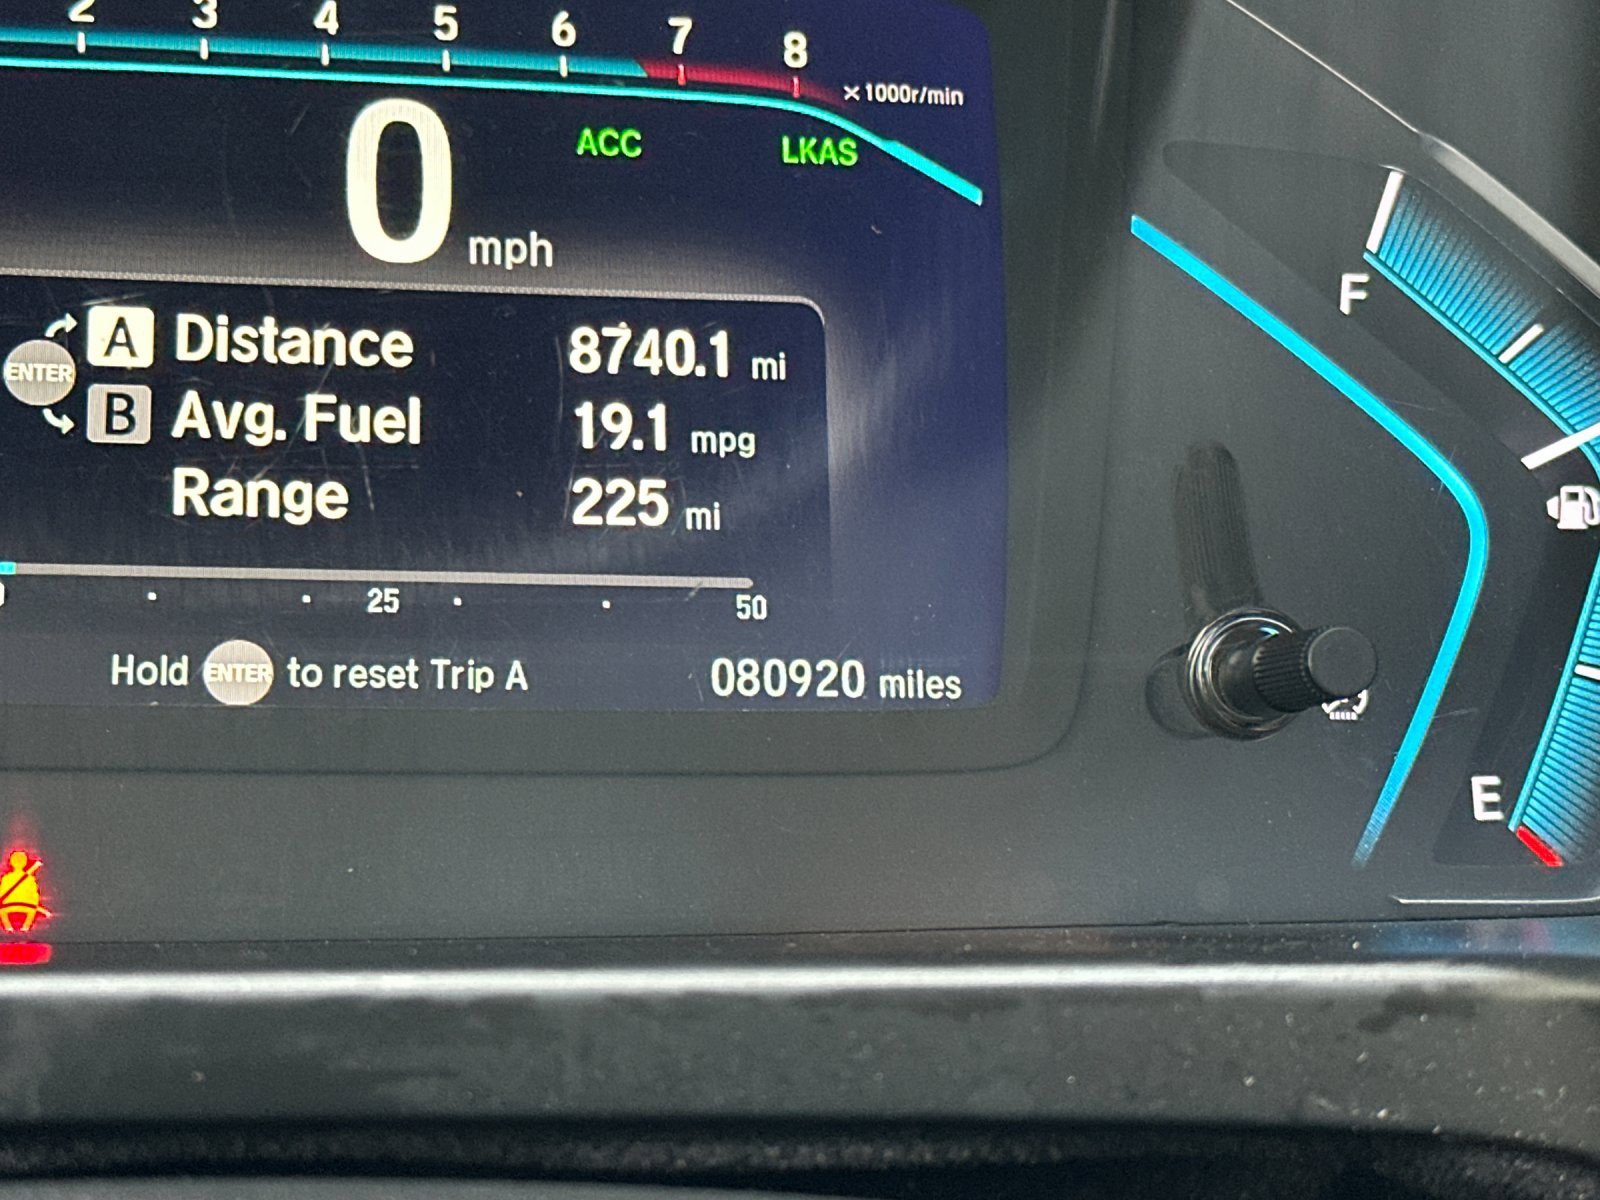 2 3 4 5 6 7 8
×1000r/min
ACC LKAS
0 mph
F
ENTER
A Distance 8740.1 mi
B Avg. Fuel 19.1 mpg
Range 225 mi
25 50
Hold ENTER to reset Trip A 080920 miles
E